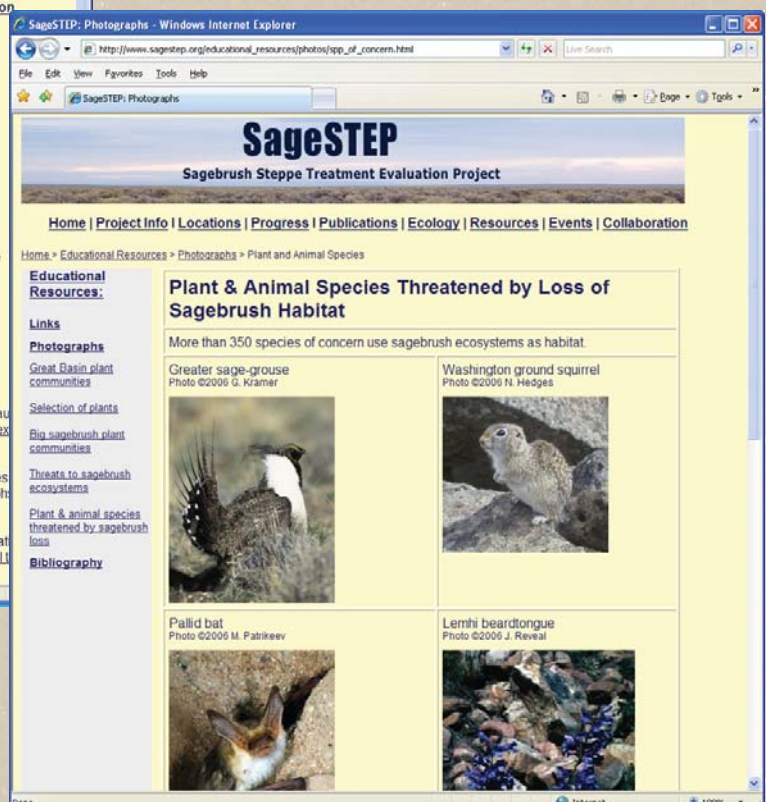 on
SageSTEP: Photographs - Windows Internet Explorer
http://www.sagestep.org/educational_resources/photos/spp_of_concern.html
Live Search
File Edit View Favorites Tools Help
SageSTEP: Photographs
Page Tools
SageSTEP
Sagebrush Steppe Treatment Evaluation Project
Home | Project Info | Locations | Progress | Publications | Ecology | Resources | Events | Collaboration
Home > Educational Resources > Photographs > Plant and Animal Species
Educational
Resources:
Links
Photographs
Great Basin plant
communities
Selection of plants
Big sagebrush plant
communities
Threats to sagebrush
ecosystems
Plant & animal species
threatened by sagebrush
loss
Bibliography
Plant & Animal Species Threatened by Loss of
Sagebrush Habitat
More than 350 species of concern use sagebrush ecosystems as habitat.
Greater sage-grouse
Photo ©2006 G. Kramer
Washington ground squirrel
Photo ©2006 N. Hedges
Pallid bat
Photo ©2006 M. Patrikeev
Lemhi beardtongue
Photo ©2006 J. Reveal